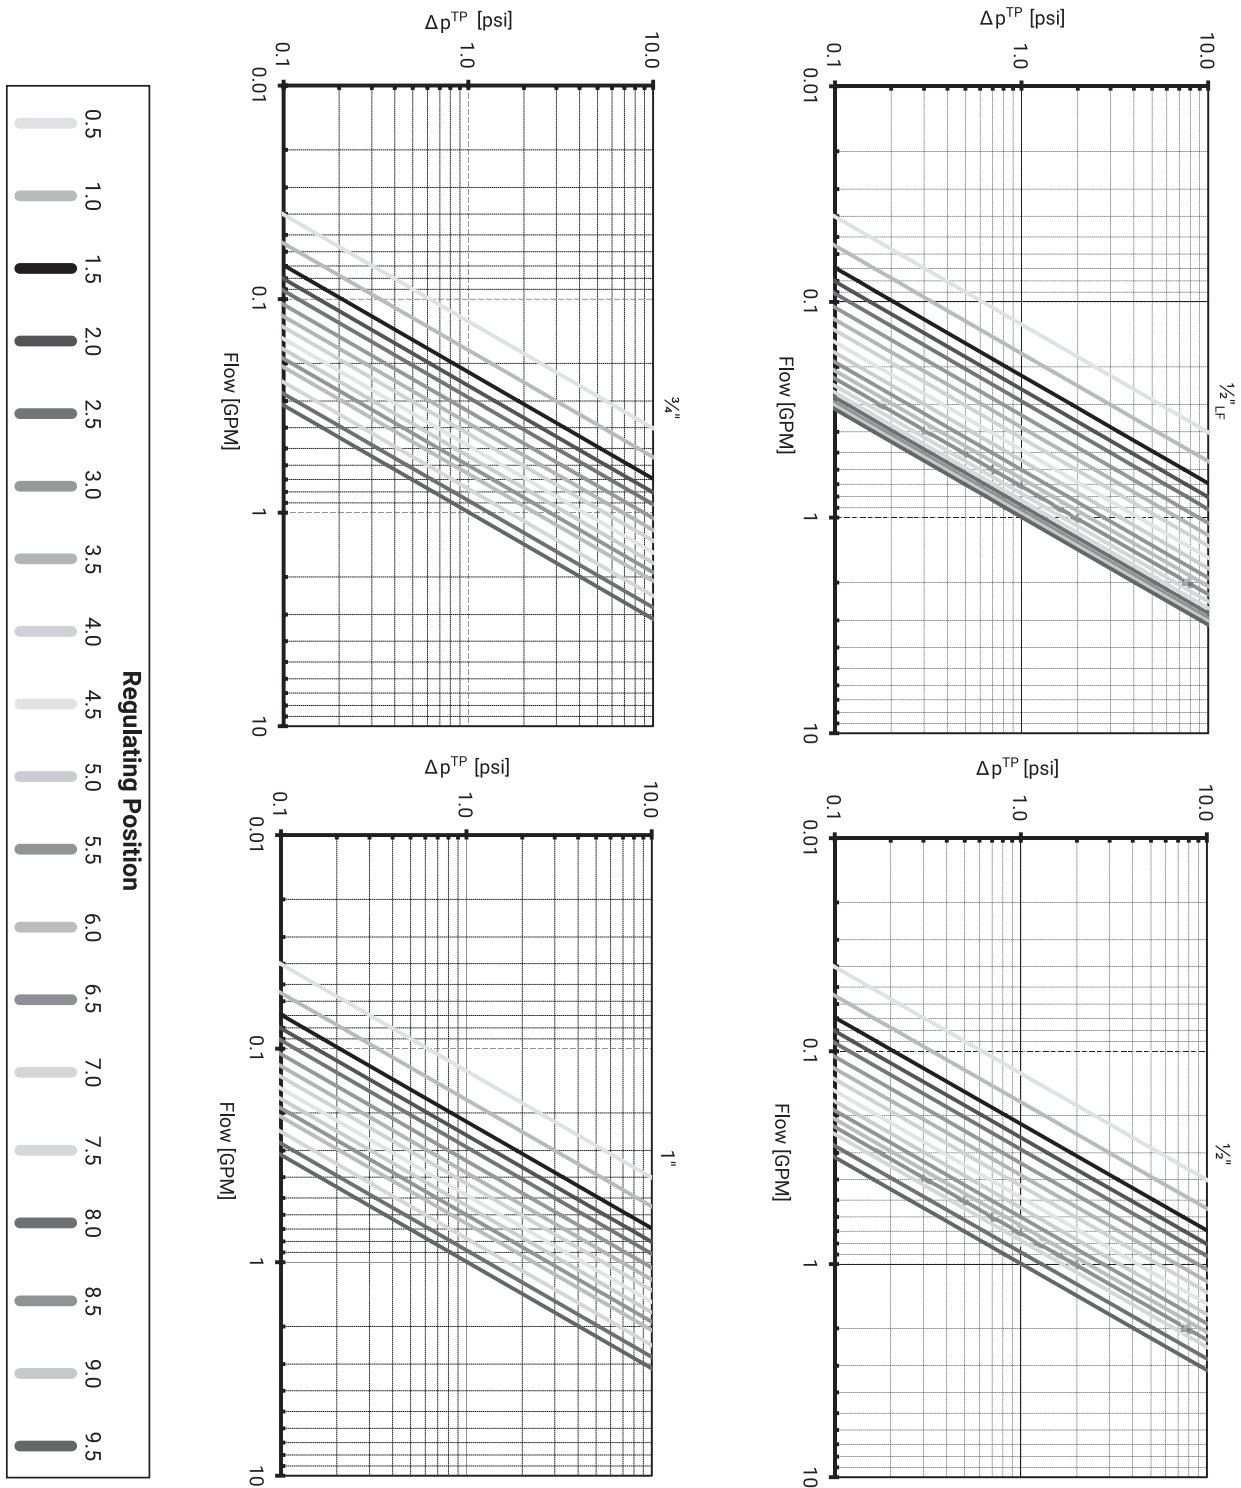 ½" LF
Δp^TP [psi]
10.0
1.0
0.1
0.01 0.1 1 10
Flow [GPM]
½"
Δp^TP [psi]
10.0
1.0
0.1
0.01 0.1 1 10
Flow [GPM]
¾"
Δp^TP [psi]
10.0
1.0
0.1
0.01 0.1 1 10
Flow [GPM]
1"
Δp^TP [psi]
10.0
1.0
0.1
0.01 0.1 1 10
Flow [GPM]
Regulating Position
0.5 1.0 1.5 2.0 2.5 3.0 3.5 4.0 4.5 5.0 5.5 6.0 6.5 7.0 7.5 8.0 8.5 9.0 9.5